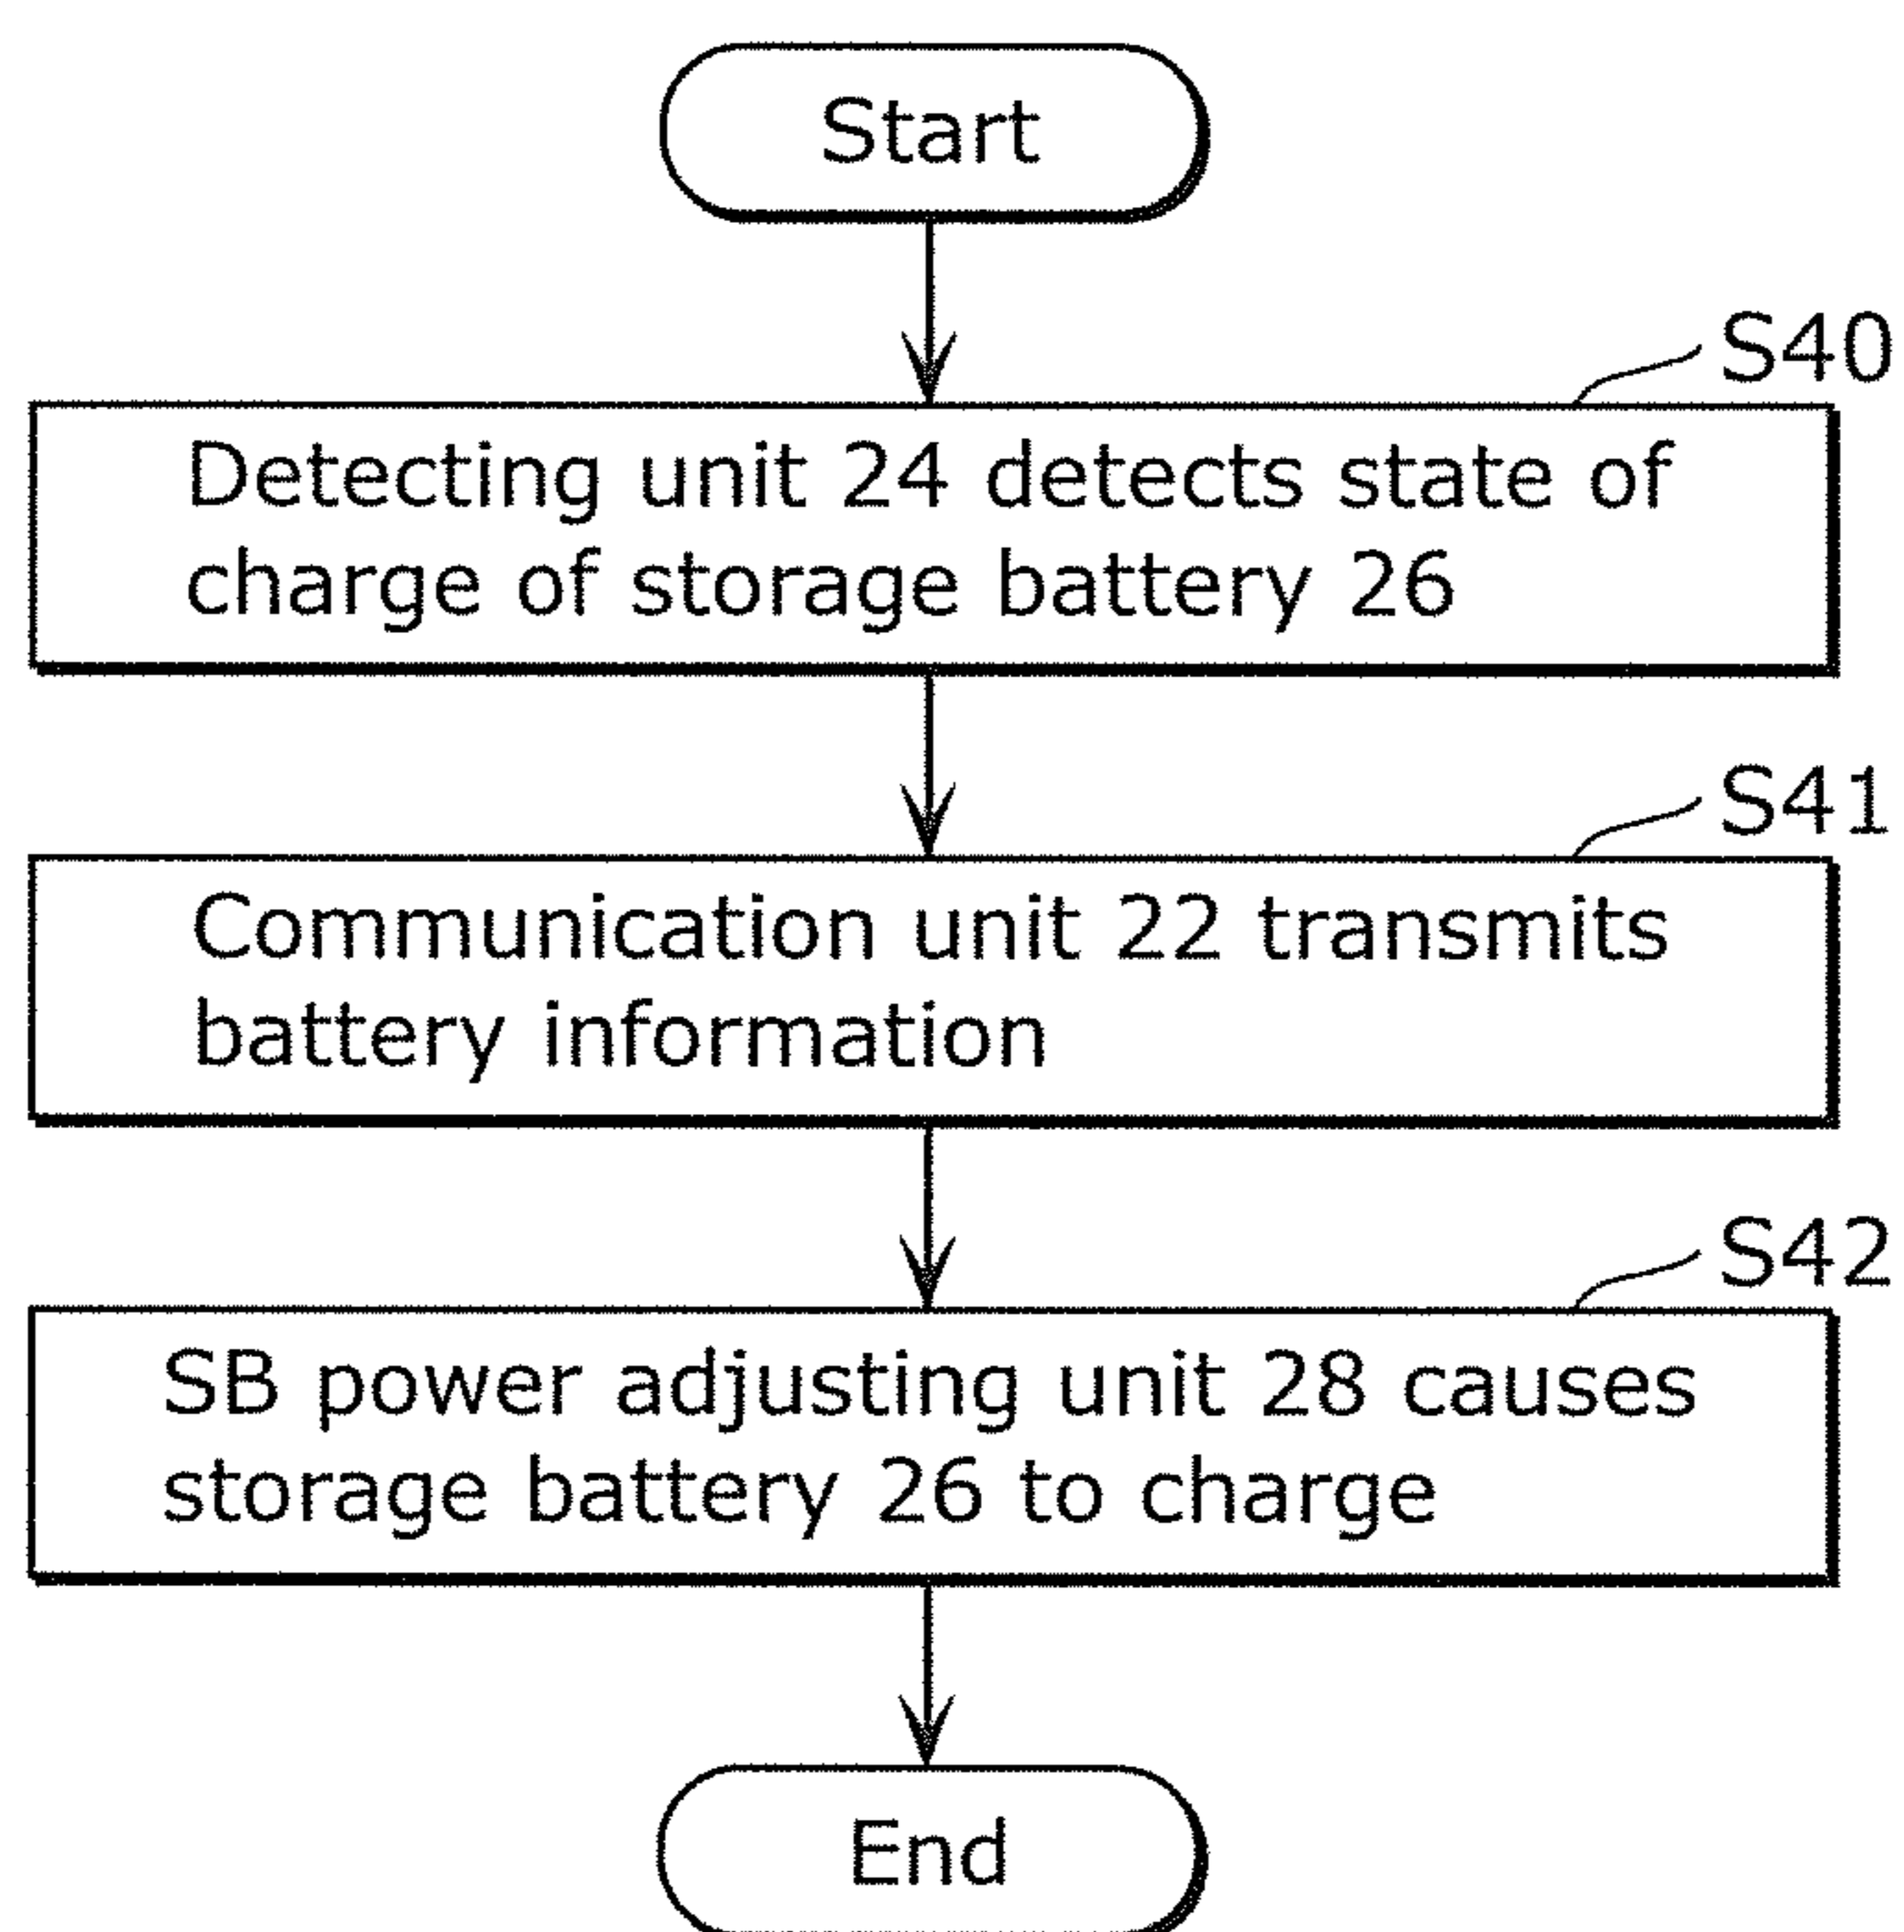 Start
S40
Detecting unit 24 detects state of
charge of storage battery 26
S41
Communication unit 22 transmits
battery information
S42
SB power adjusting unit 28 causes
storage battery 26 to charge
End